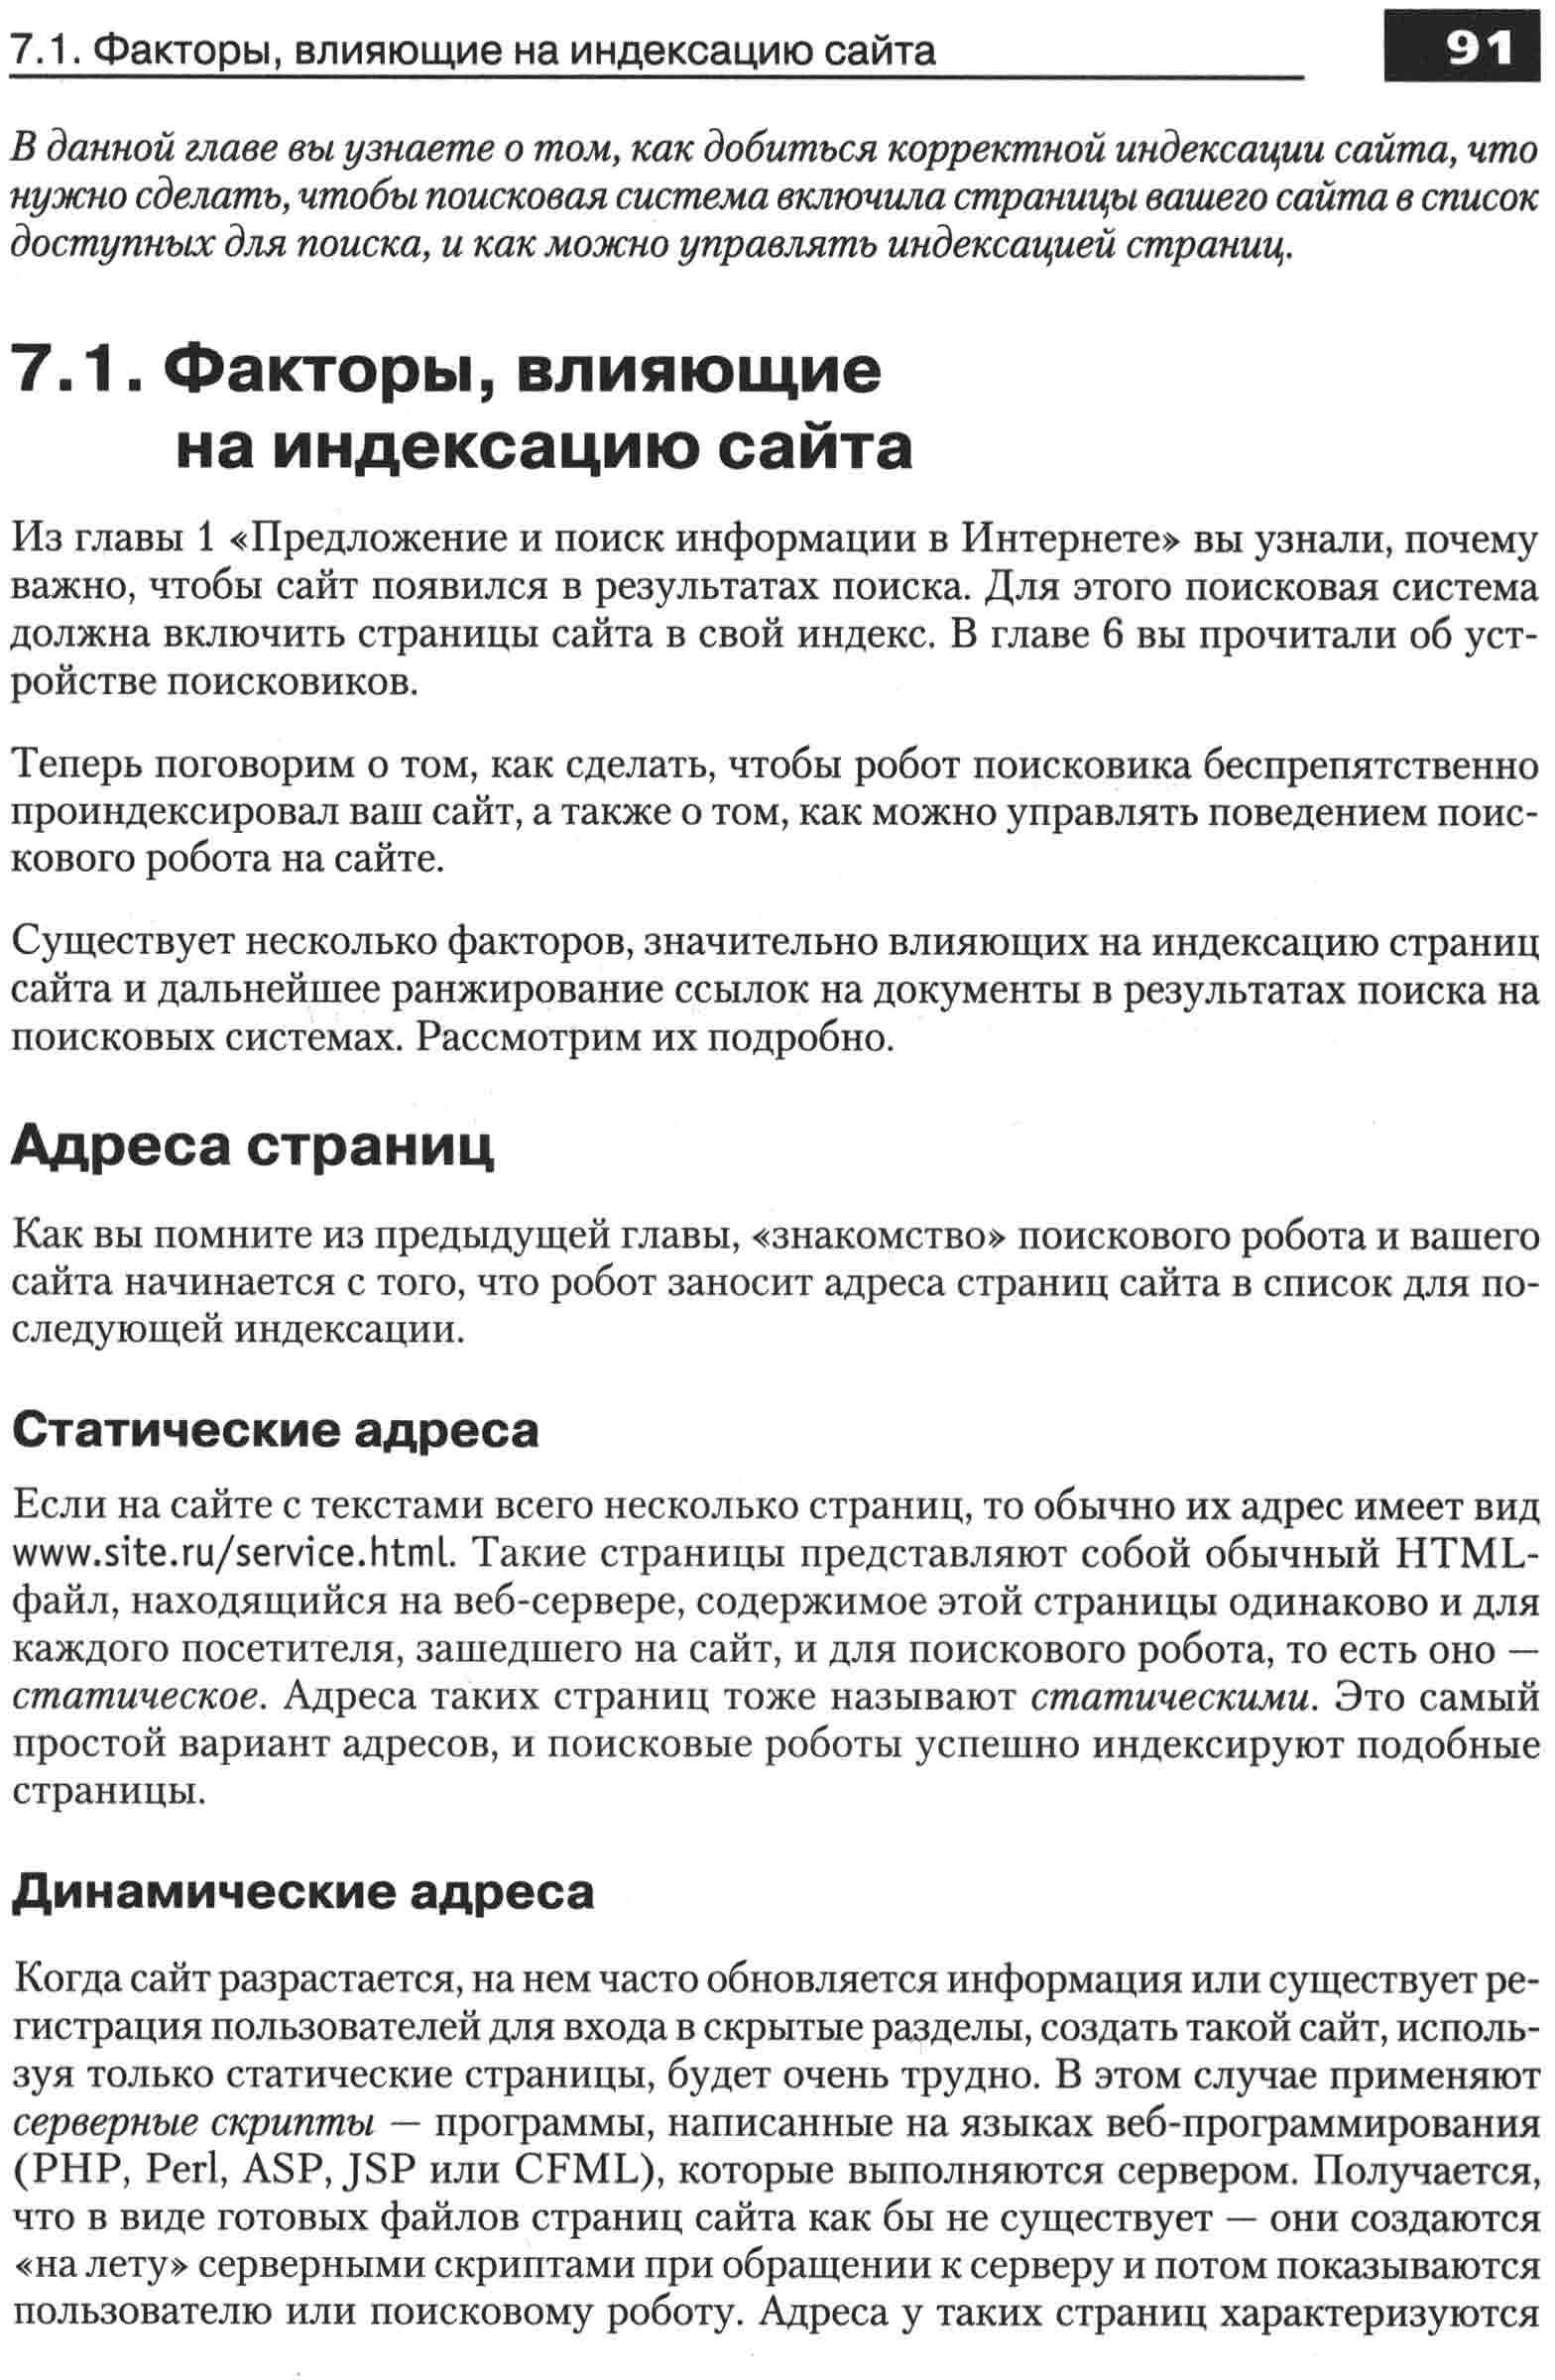 7.1. Факторы, влияющие на индексацию сайта 91
В данной главе вы узнаете о том, как добиться корректной индексации сайта, что
нужно сделать, чтобы поисковая система включила страницы вашего сайта в список
доступных для поиска, и как можно управлять индексацией страниц.
7.1. Факторы, влияющие
на индексацию сайта
Из главы 1 «Предложение и поиск информации в Интернете» вы узнали, почему
важно, чтобы сайт появился в результатах поиска. Для этого поисковая система
должна включить страницы сайта в свой индекс. В главе 6 вы прочитали об уст-
ройстве поисковиков.
Теперь поговорим о том, как сделать, чтобы робот поисковика беспрепятственно
проиндексировал ваш сайт, а также о том, как можно управлять поведением поис-
кового робота на сайте.
Существует несколько факторов, значительно влияющих на индексацию страниц
сайта и дальнейшее ранжирование ссылок на документы в результатах поиска на
поисковых системах. Рассмотрим их подробно.
Адреса страниц
Как вы помните из предыдущей главы, «знакомство» поискового робота и вашего
сайта начинается с того, что робот заносит адреса страниц сайта в список для по-
следующей индексации.
Статические адреса
Если на сайте с текстами всего несколько страниц, то обычно их адрес имеет вид
www.site.ru/service.html. Такие страницы представляют собой обычный HTML-
файл, находящийся на веб-сервере, содержимое этой страницы одинаково и для
каждого посетителя, зашедшего на сайт, и для поискового робота, то есть оно —
статическое. Адреса таких страниц тоже называют статическими. Это самый
простой вариант адресов, и поисковые роботы успешно индексируют подобные
страницы.
Динамические адреса
Когда сайт разрастается, на нем часто обновляется информация или существует ре-
гистрация пользователей для входа в скрытые разделы, создать такой сайт, исполь-
зуя только статические страницы, будет очень трудно. В этом случае применяют
серверные скрипты — программы, написанные на языках веб-программирования
(PHP, Perl, ASP, JSP или CFML), которые выполняются сервером. Получается,
что в виде готовых файлов страниц сайта как бы не существует — они создаются
«на лету» серверными скриптами при обращении к серверу и потом показываются
пользователю или поисковому роботу. Адреса у таких страниц характеризуются